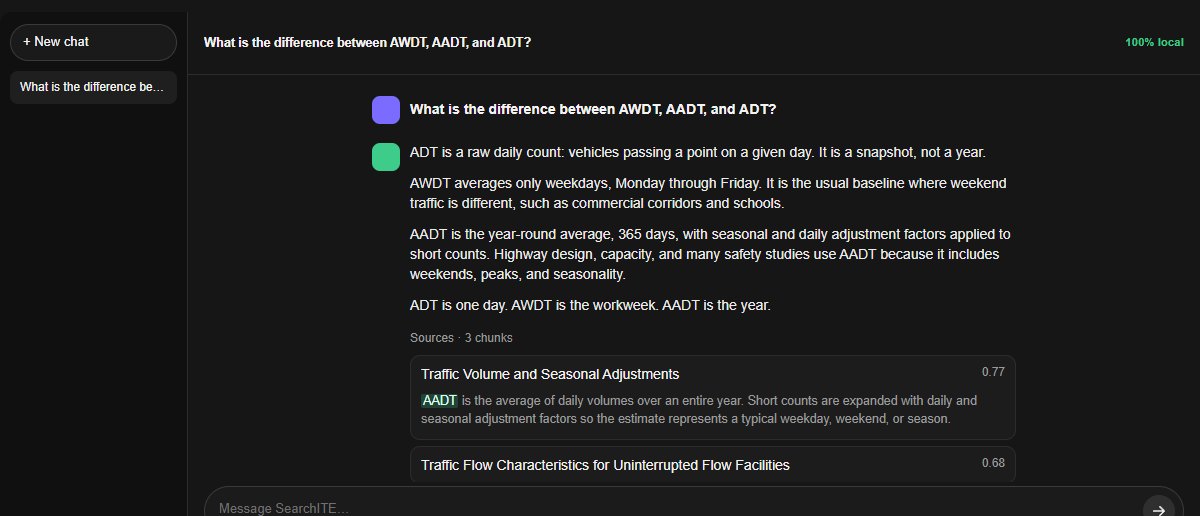 + New chat
What is the difference be...
What is the difference between AWDT, AADT, and ADT?
100% local
What is the difference between AWDT, AADT, and ADT?
ADT is a raw daily count: vehicles passing a point on a given day. It is a snapshot, not a year.
AWDT averages only weekdays, Monday through Friday. It is the usual baseline where weekend
traffic is different, such as commercial corridors and schools.
AADT is the year-round average, 365 days, with seasonal and daily adjustment factors applied to
short counts. Highway design, capacity, and many safety studies use AADT because it includes
weekends, peaks, and seasonality.
ADT is one day. AWDT is the workweek. AADT is the year.
Sources · 3 chunks
Traffic Volume and Seasonal Adjustments
0.77
AADT is the average of daily volumes over an entire year. Short counts are expanded with daily and
seasonal adjustment factors so the estimate represents a typical weekday, weekend, or season.
Traffic Flow Characteristics for Uninterrupted Flow Facilities
0.68
Message SearchITE...